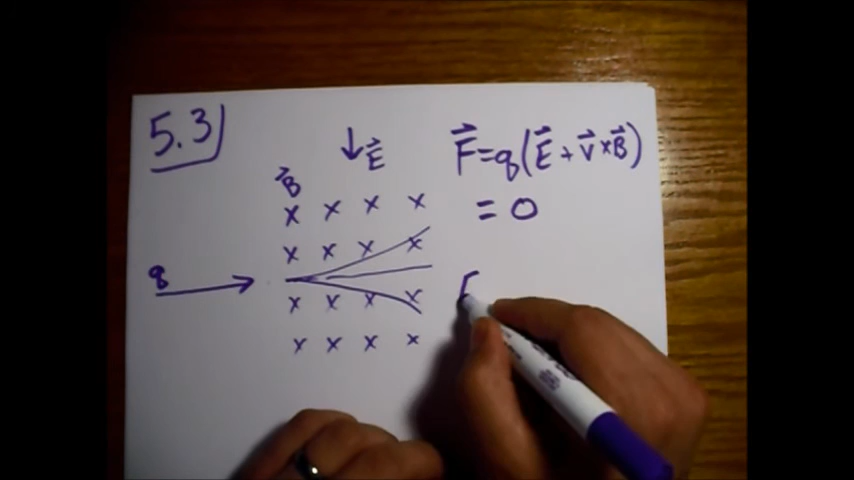 5.3
↓E⃗
F⃗=q(E⃗+v⃗×B⃗)
B⃗
x x x x
=0
x x x x
q
x x x x
x x x x